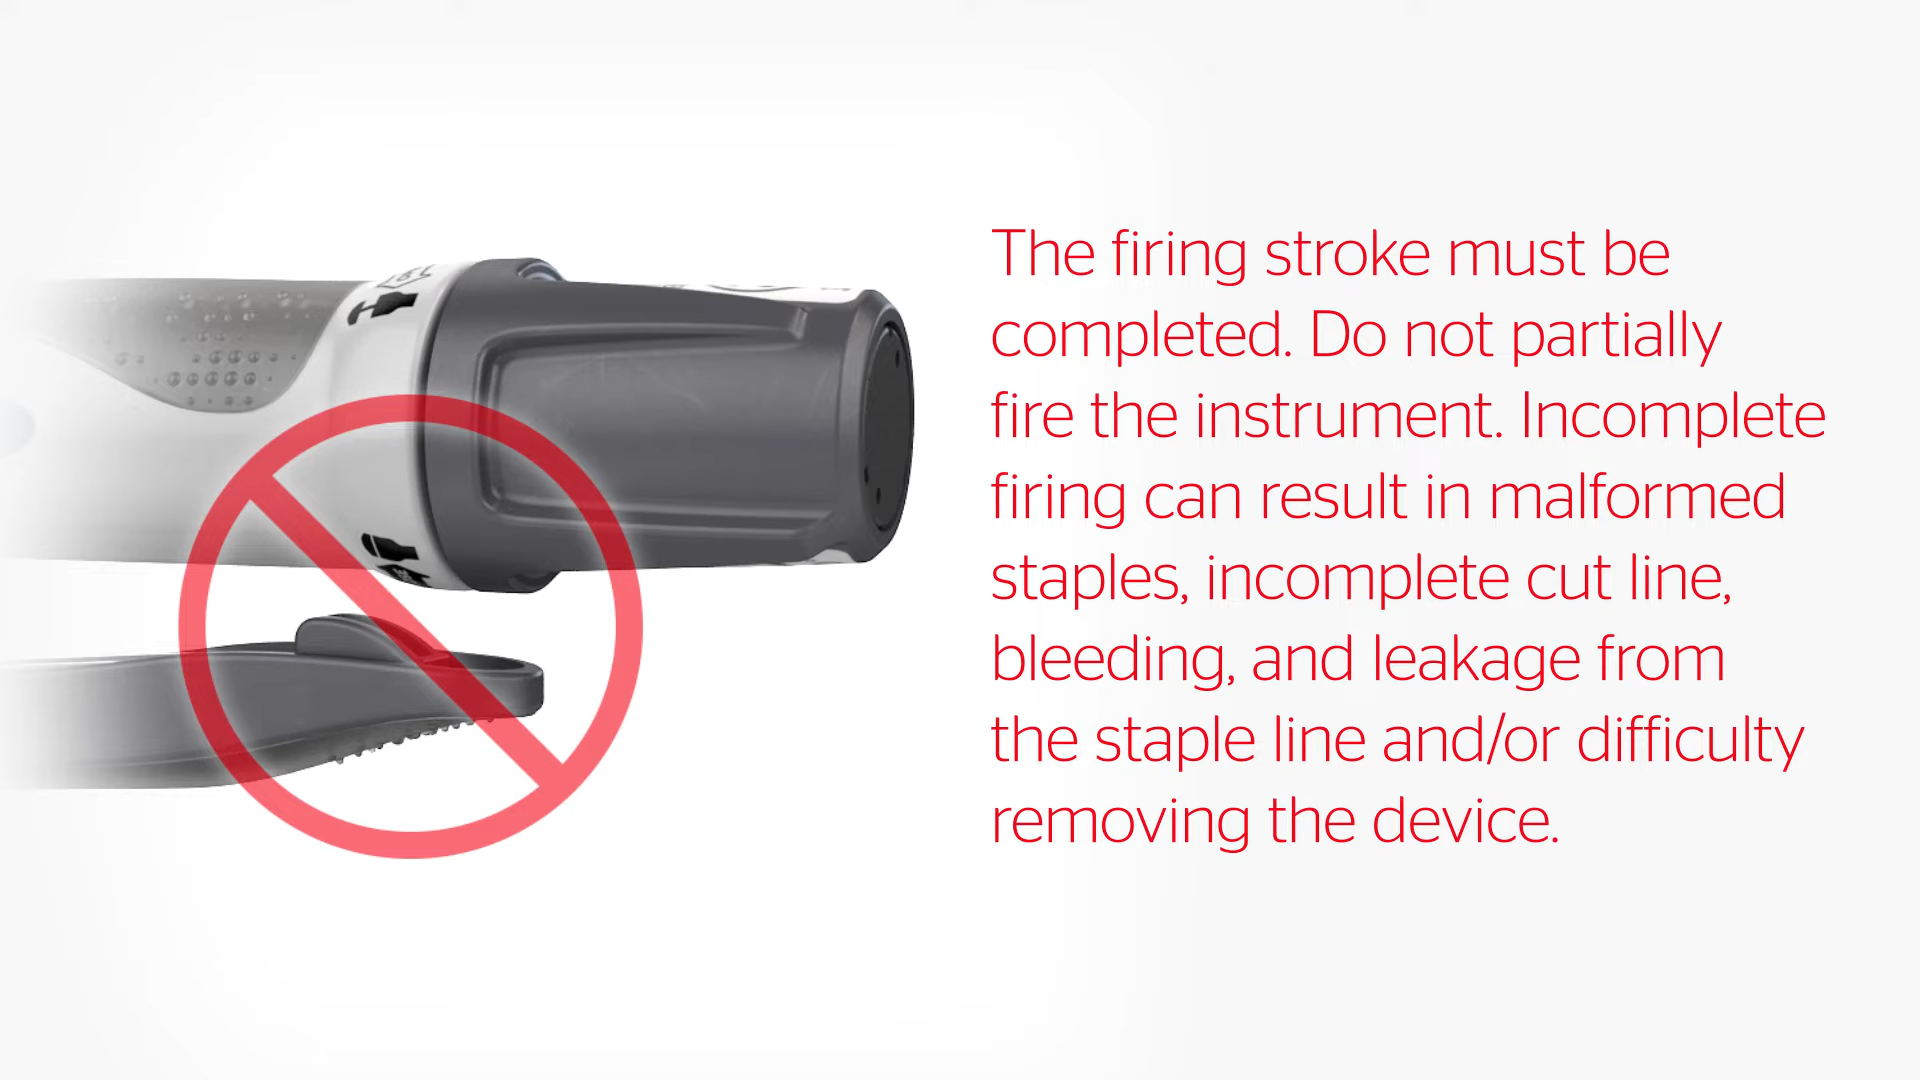 The firing stroke must be
completed. Do not partially
fire the instrument. Incomplete
firing can result in malformed
staples, incomplete cut line,
bleeding, and leakage from
the staple line and/or difficulty
removing the device.